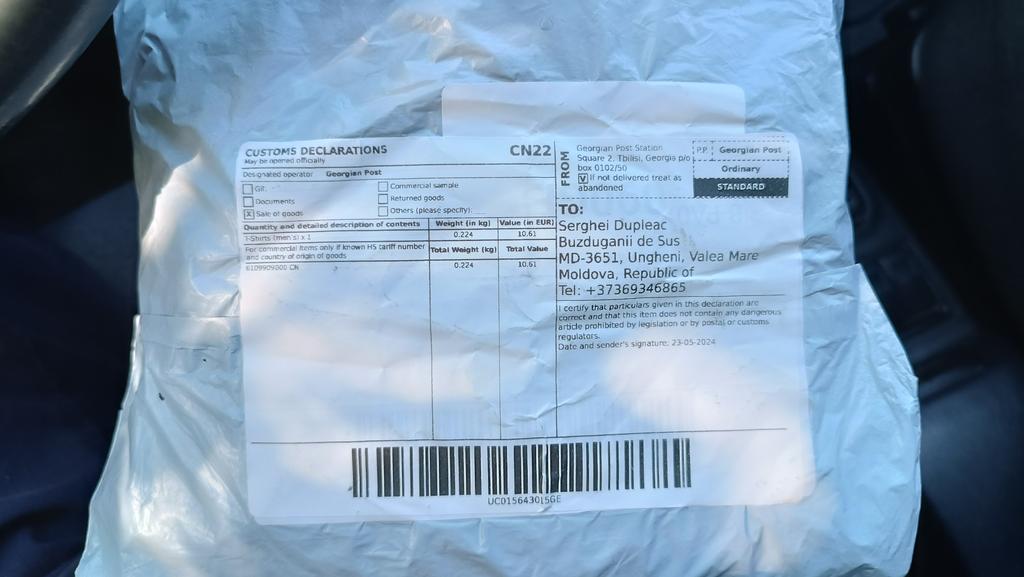 CUSTOMS DECLARATIONS
CN22
May be opened officially
Designated operator Georgian Post
Gift
Commercial sample
Documents
Returned goods
X Sale of goods
Others (please specify):
Quantity and detailed description of contents
Weight (in kg)
Value (in EUR)
T-Shirts (men's) x 1
0.224
10.61
For commercial items only if known HS tariff number
and country of origin of goods
Total Weight (kg)
Total Value
6109909000 CN
0.224
10.61
FROM
Georgian Post Station
Square 2, Tbilisi, Georgia p/o
box 0102/50
V If not delivered treat as
abandoned
P.P. Georgian Post
Ordinary
STANDARD
TO:
Serghei Dupleac
Buzduganii de Sus
MD-3651, Ungheni, Valea Mare
Moldova, Republic of
Tel: +37369346865
I certify that particulars given in this declaration are
correct and that this item does not contain any dangerous
article prohibited by legislation or by postal or customs
regulators.
Date and sender's signature: 23-05-2024
UC015643015GE